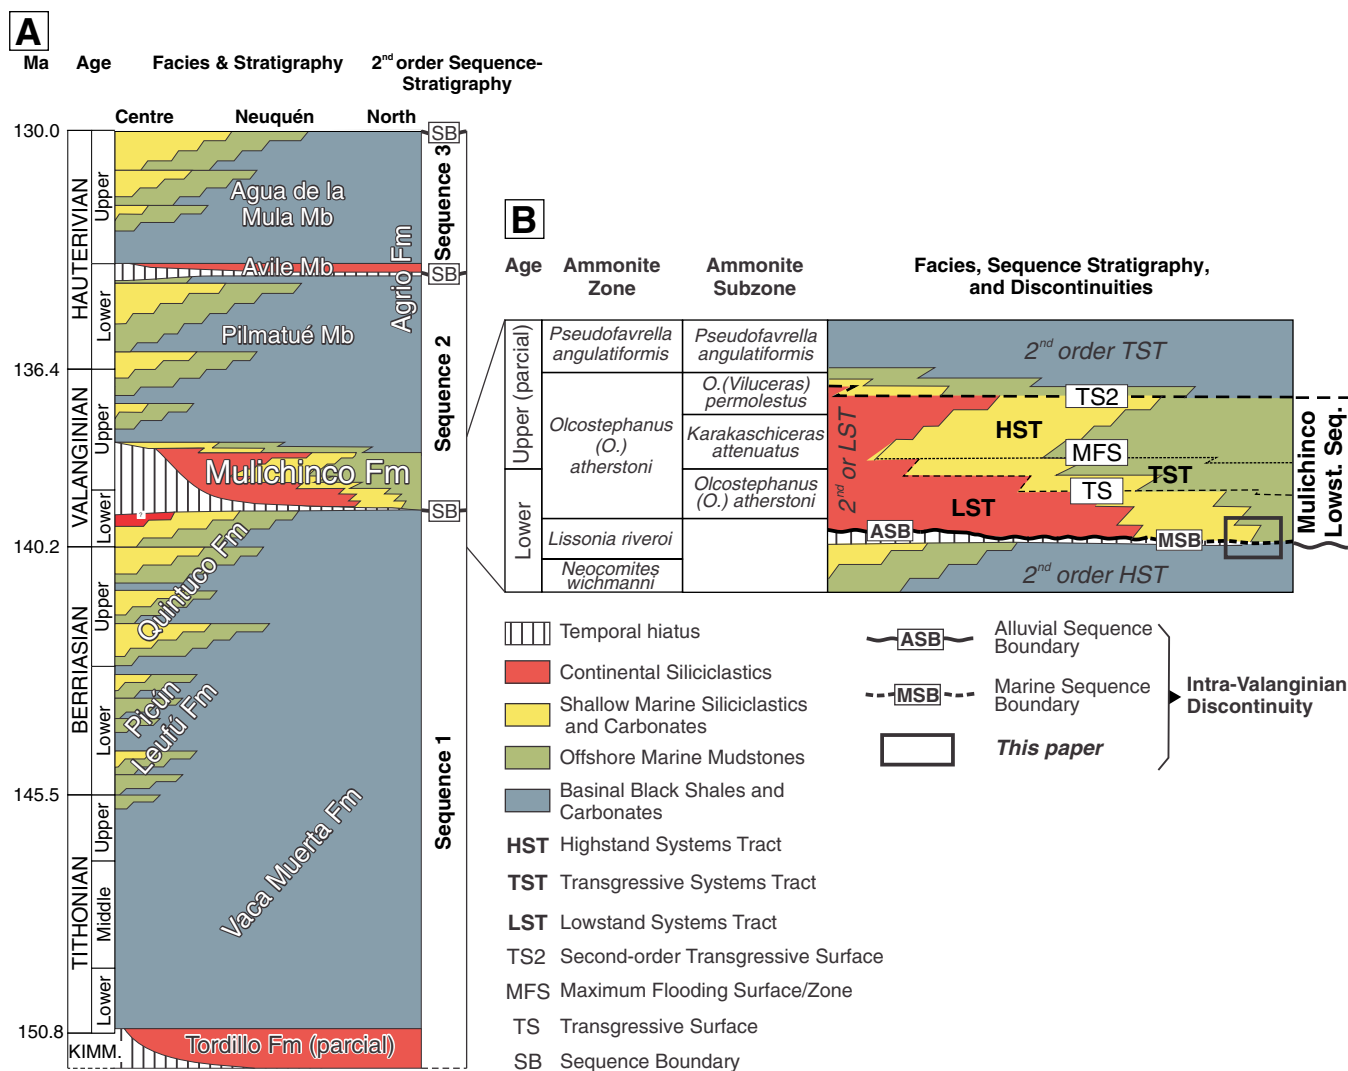 A
Ma
Age
Facies & Stratigraphy
2nd order Sequence-
Stratigraphy
Centre
Neuquén
North
130.0
136.4
140.2
145.5
150.8
HAUTERIVIAN
VALANGINIAN
BERRIASIAN
TITHONIAN
KIMM.
Upper
Lower
Upper
Lower
Upper
Lower
Upper
Middle
Lower
Agua de la
Mula Mb
Avile Mb
Agrio Fm
Pilmatué Mb
Mulichinco Fm
?
Quintuco Fm
Picún
Leufú Fm
Vaca Muerta Fm
Tordillo Fm (parcial)
SB
Sequence 3
SB
Sequence 2
SB
Sequence 1
B
Age
Ammonite
Zone
Ammonite
Subzone
Facies, Sequence Stratigraphy,
and Discontinuities
Upper (parcial)
Lower
Pseudofavrella
angulatiformis
Olcostephanus
(O.)
atherstoni
Lissonia riveroi
Neocomites
wichmanni
Pseudofavrella
angulatiformis
O.(Viluceras)
permolestus
Karakaschiceras
attenuatus
Olcostephanus
(O.) atherstoni
2nd order TST
TS2
HST
MFS
TST
TS
LST
2nd or LST
ASB
MSB
2nd order HST
Mulichinco
Lowst. Seq.
Temporal hiatus
Continental Siliciclastics
Shallow Marine Siliciclastics
and Carbonates
Offshore Marine Mudstones
Basinal Black Shales and
Carbonates
HST Highstand Systems Tract
TST Transgressive Systems Tract
LST Lowstand Systems Tract
TS2 Second-order Transgressive Surface
MFS Maximum Flooding Surface/Zone
TS Transgressive Surface
SB Sequence Boundary
ASB Alluvial Sequence
Boundary
MSB Marine Sequence
Boundary
This paper
Intra-Valanginian
Discontinuity